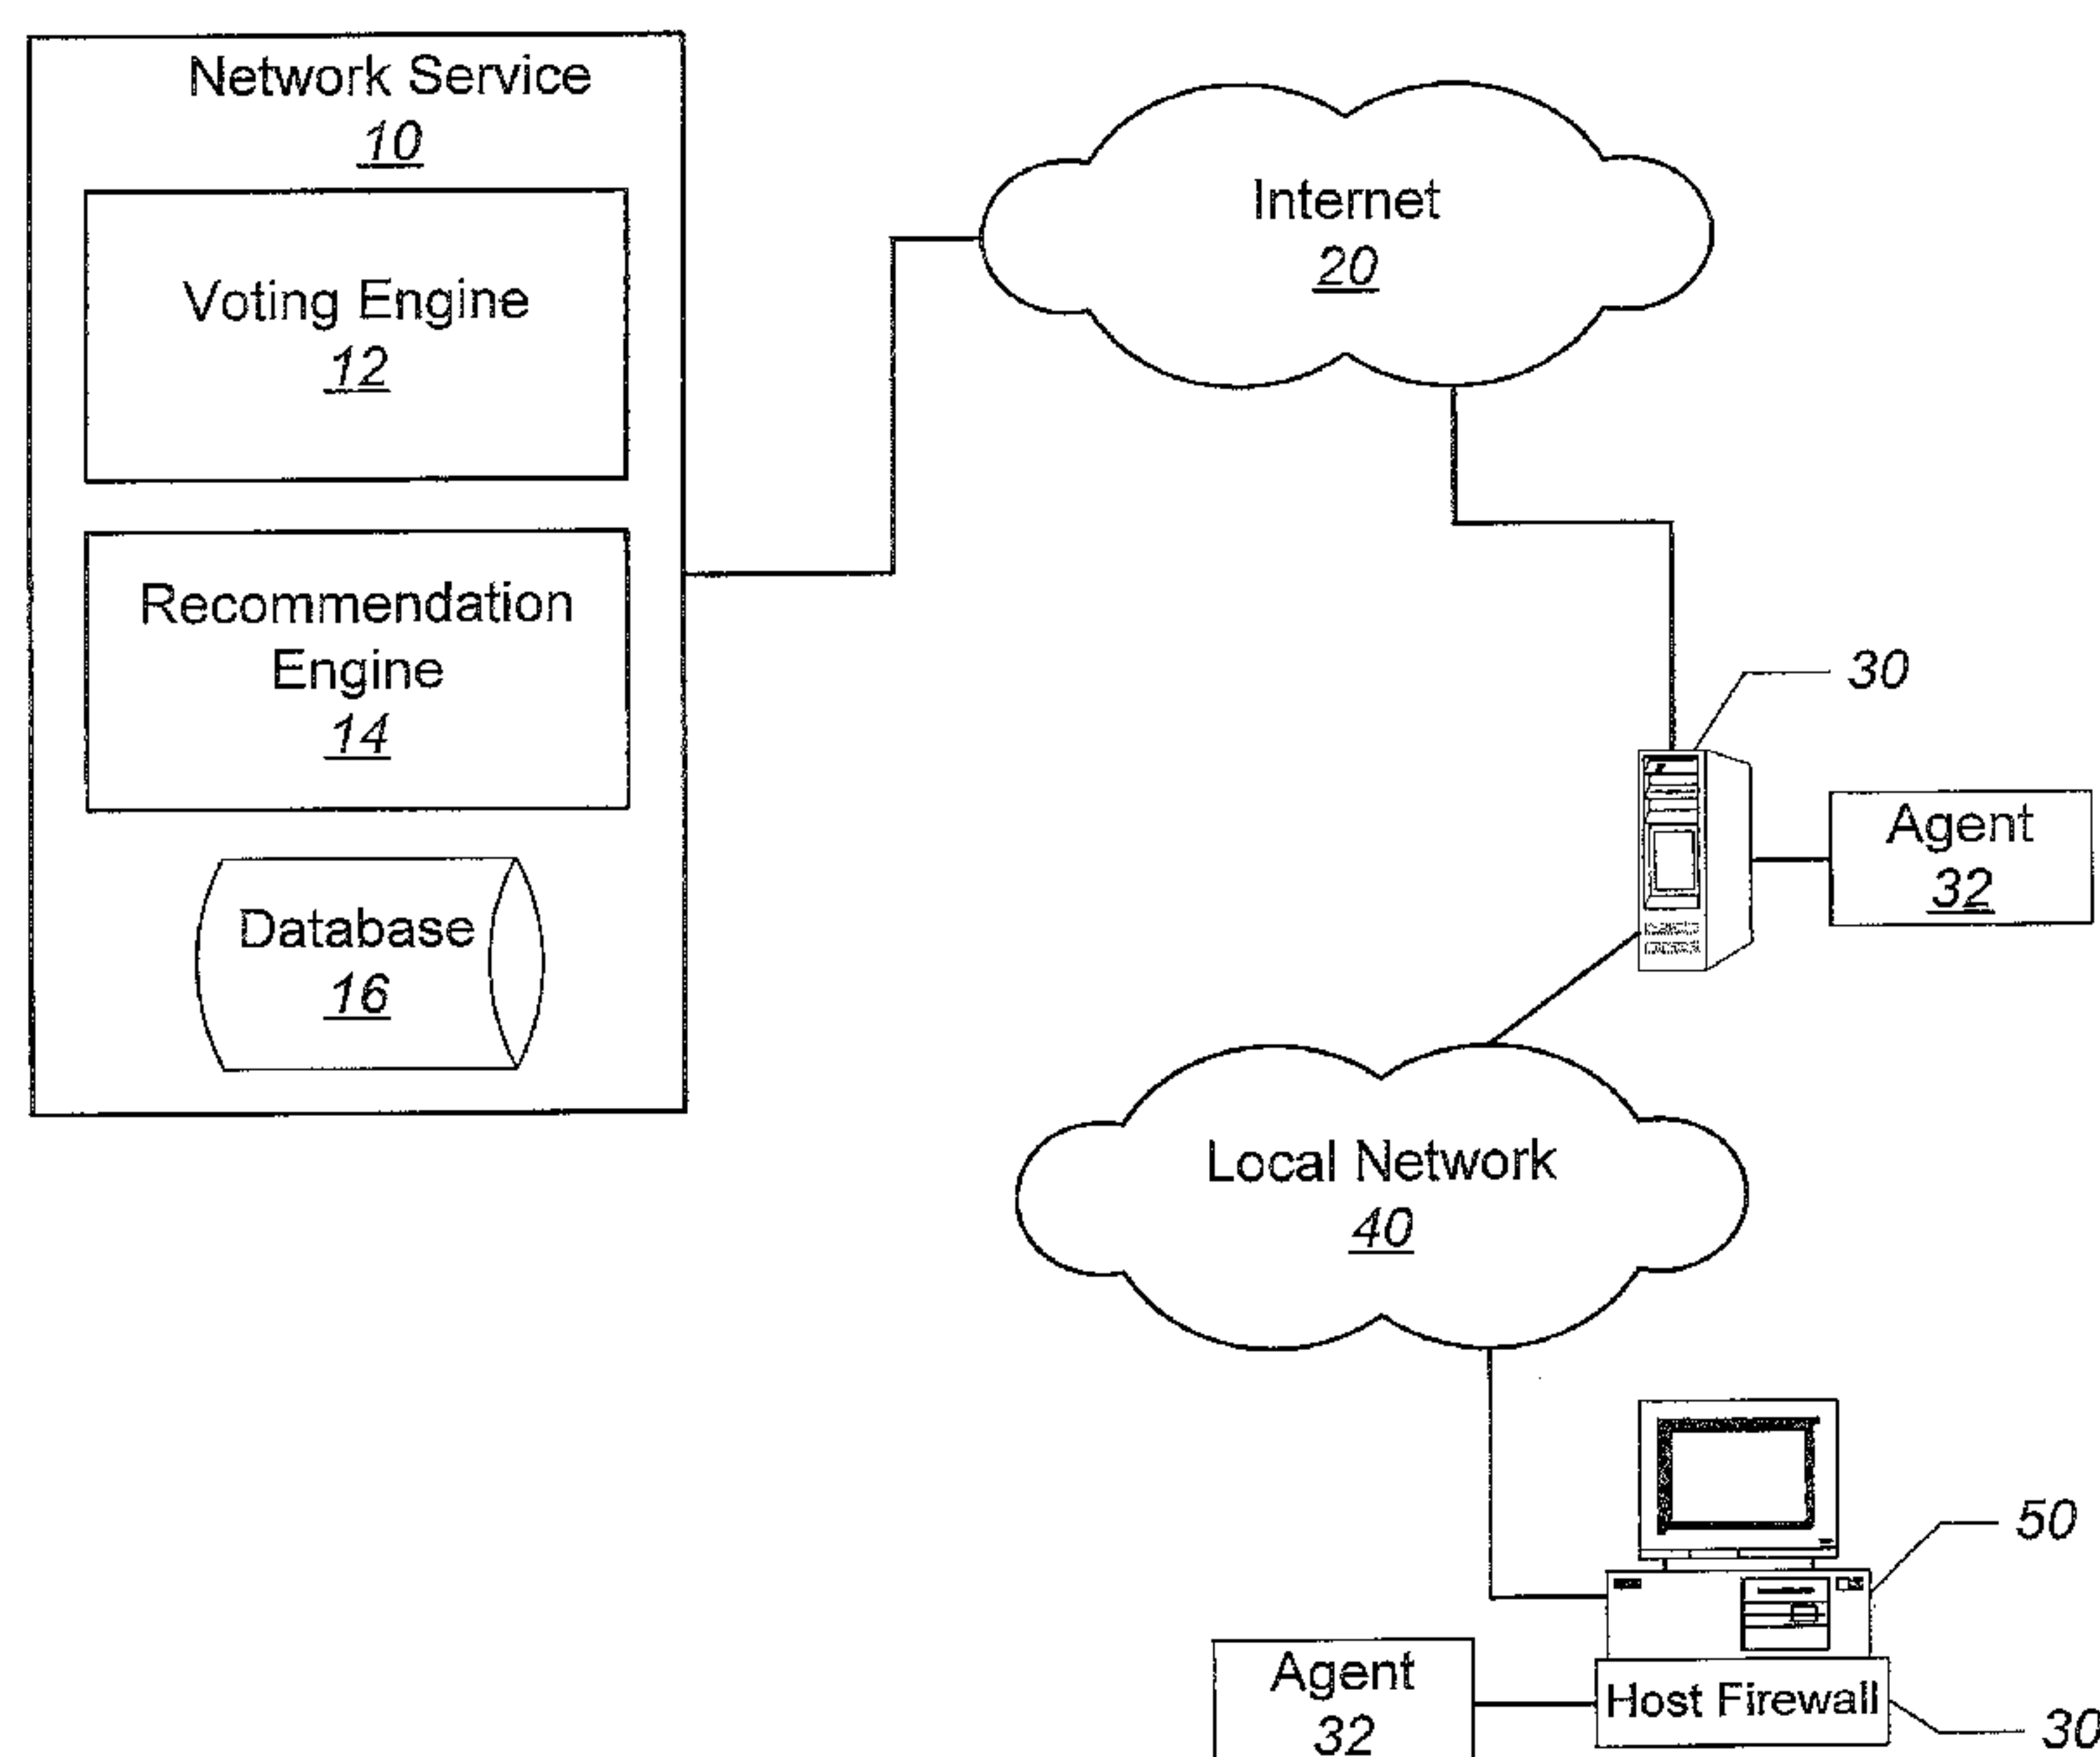 Network Service
10
Voting Engine
12
Recommendation
Engine
14
Database
16
Internet
20
30
Agent
32
Local Network
40
50
Agent
32
Host Firewall
30